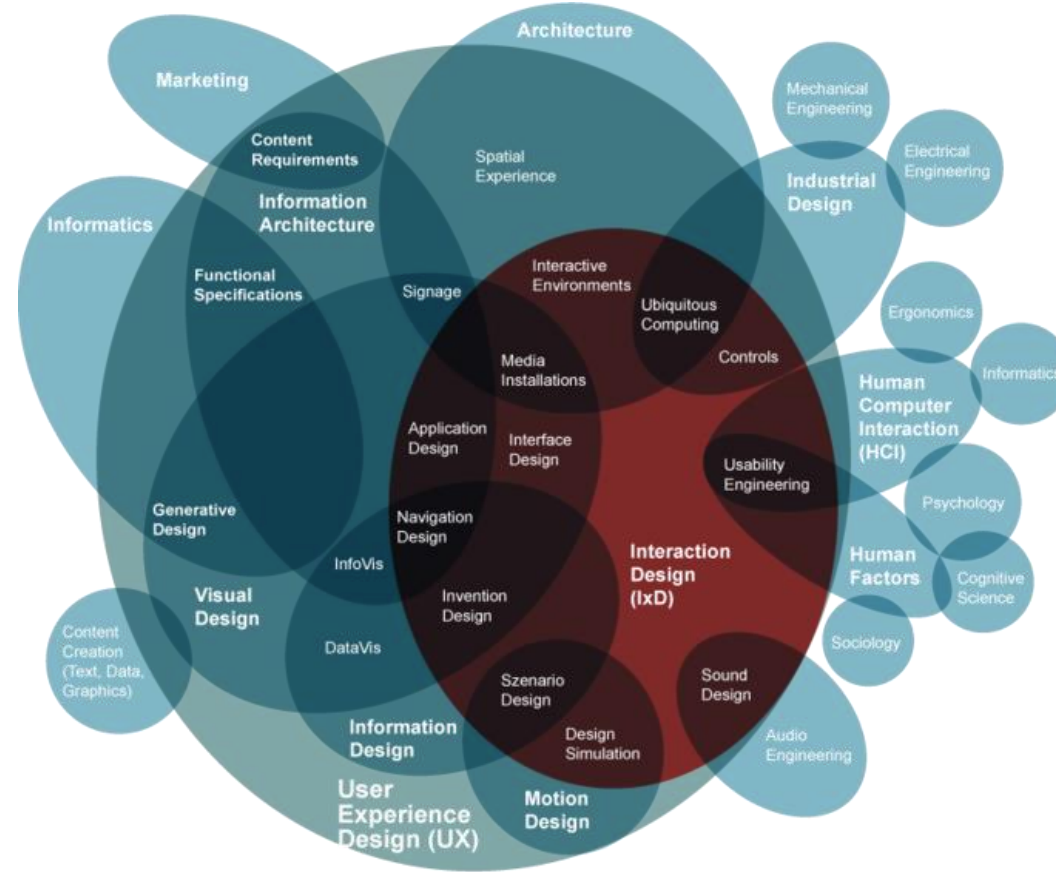 Architecture
Marketing
Mechanical
Engineering
Content
Requirements
Spatial
Experience
Electrical
Engineering
Industrial
Design
Information
Architecture
Informatics
Functional
Specifications
Signage
Interactive
Environments
Ubiquitous
Computing
Controls
Ergonomics
Media
Installations
Informatics
Human
Computer
Interaction
(HCI)
Application
Design
Interface
Design
Usability
Engineering
Psychology
Generative
Design
Navigation
Design
InfoVis
Interaction
Design
(IxD)
Human
Factors
Cognitive
Science
Visual
Design
Invention
Design
Sociology
Content
Creation
(Text, Data,
Graphics)
DataVis
Szenario
Design
Sound
Design
Information
Design
Design
Simulation
Audio
Engineering
User
Experience
Design (UX)
Motion
Design